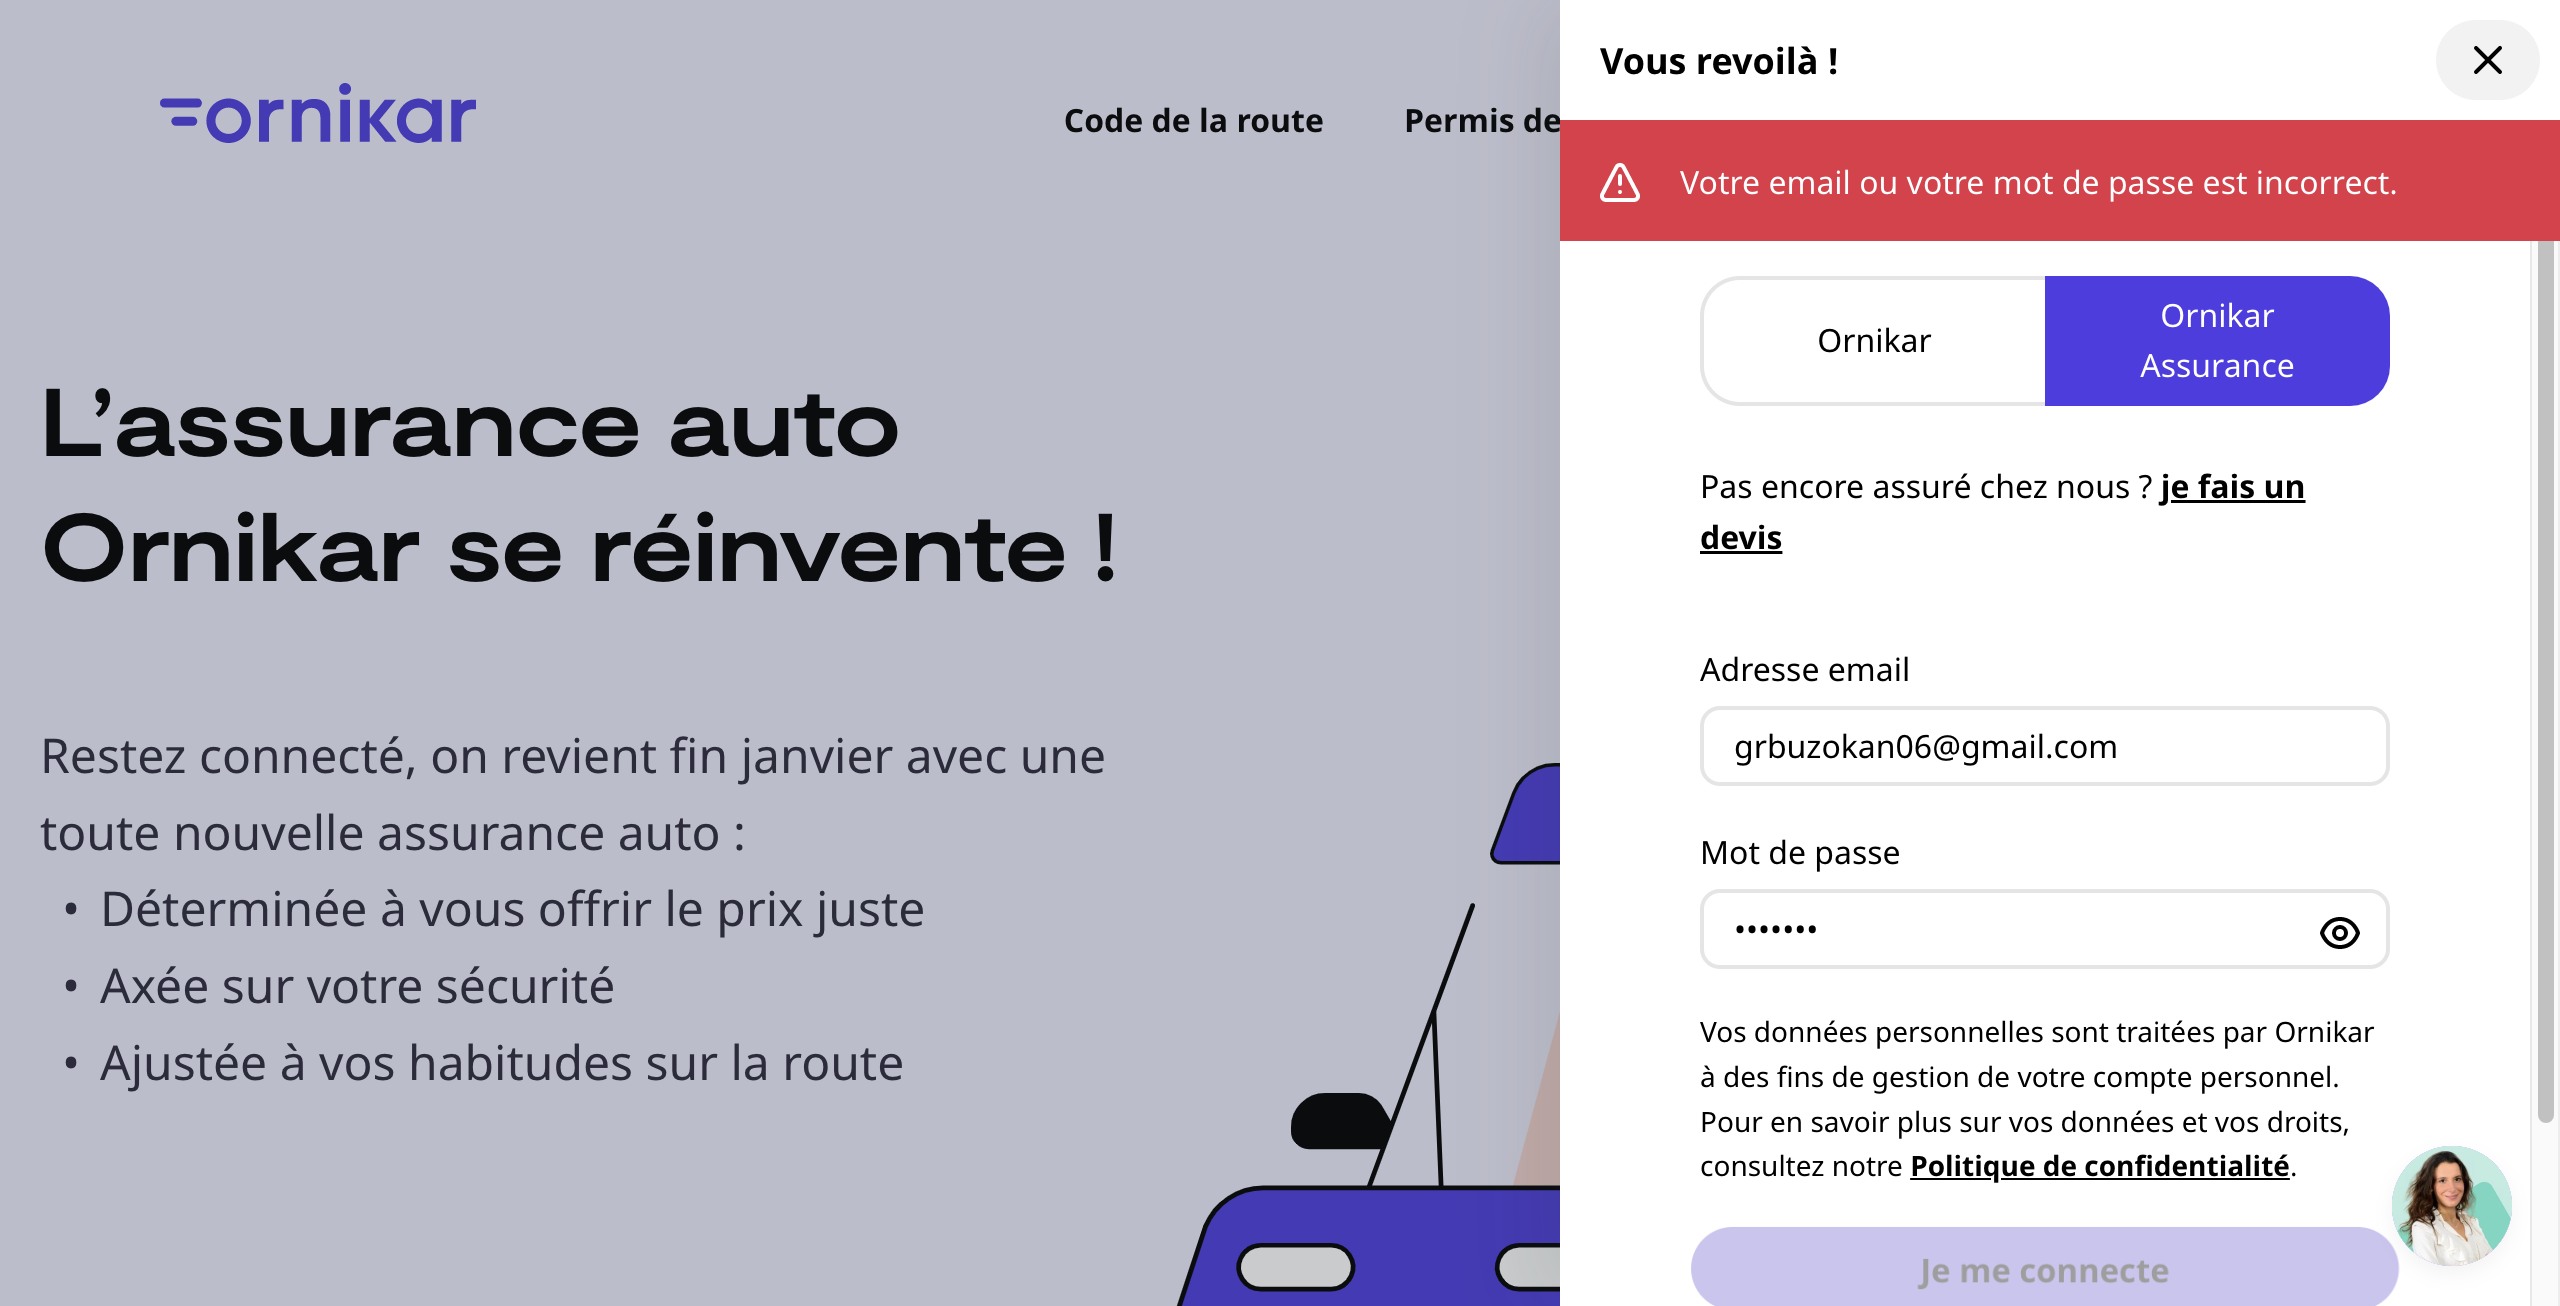 ornikar
Code de la route
Permis de
L’assurance auto
Ornikar se réinvente !
Restez connecté, on revient fin janvier avec une
toute nouvelle assurance auto :
• Déterminée à vous offrir le prix juste
• Axée sur votre sécurité
• Ajustée à vos habitudes sur la route
Vous revoilà !
Votre email ou votre mot de passe est incorrect.
Ornikar
Ornikar
Assurance
Pas encore assuré chez nous ? je fais un
devis
Adresse email
grbuzokan06@gmail.com
Mot de passe
•••••••
Vos données personnelles sont traitées par Ornikar
à des fins de gestion de votre compte personnel.
Pour en savoir plus sur vos données et vos droits,
consultez notre Politique de confidentialité.
Je me connecte